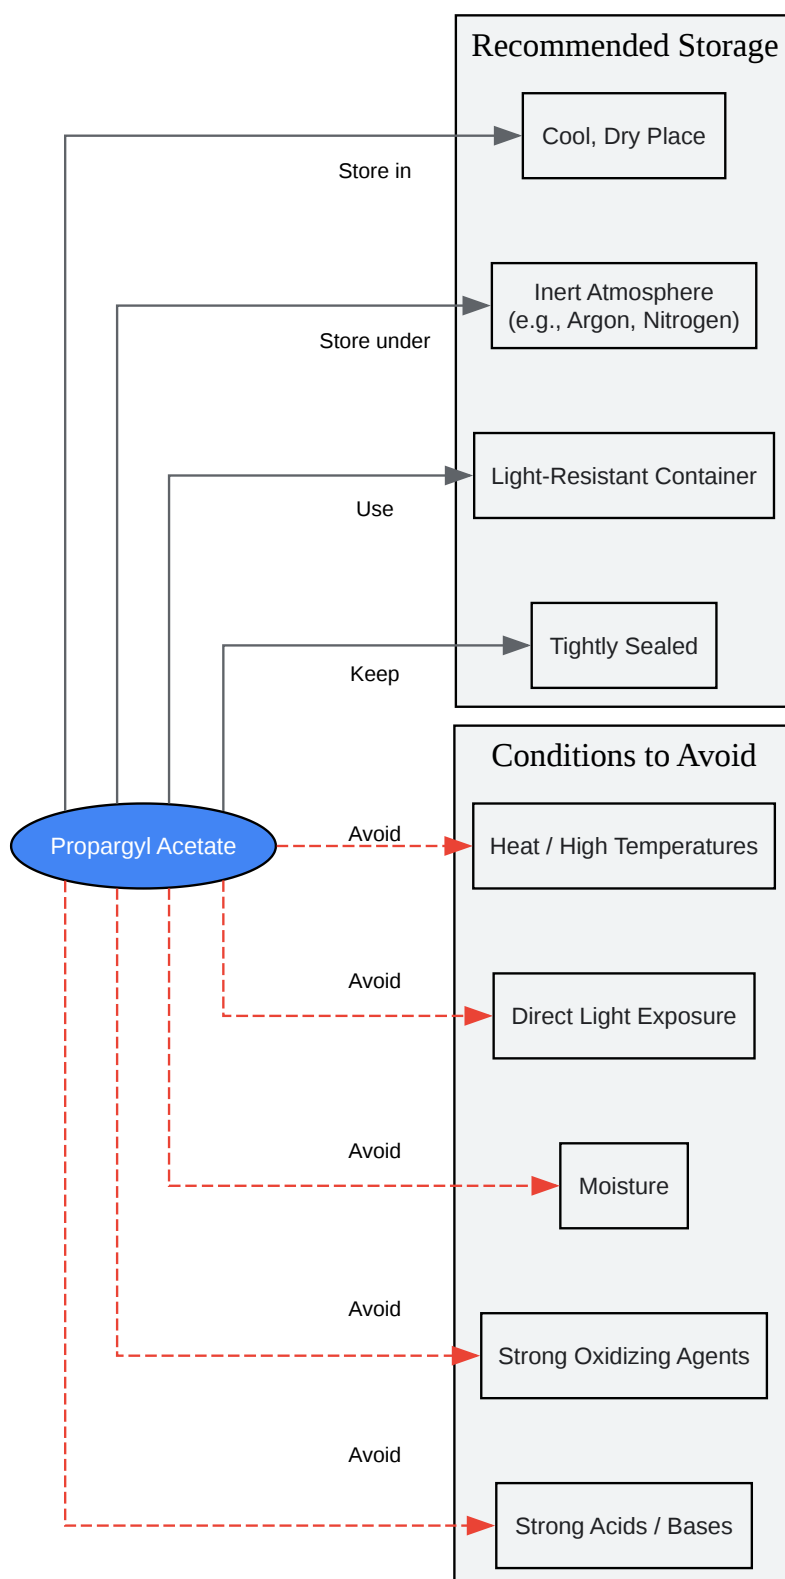 Recommended Storage
Cool, Dry Place
Store in
Inert Atmosphere
(e.g., Argon, Nitrogen)
Store under
Light-Resistant Container
Use
Tightly Sealed
Keep
Conditions to Avoid
Propargyl Acetate
Avoid
Heat / High Temperatures
Avoid
Direct Light Exposure
Avoid
Moisture
Avoid
Strong Oxidizing Agents
Avoid
Strong Acids / Bases